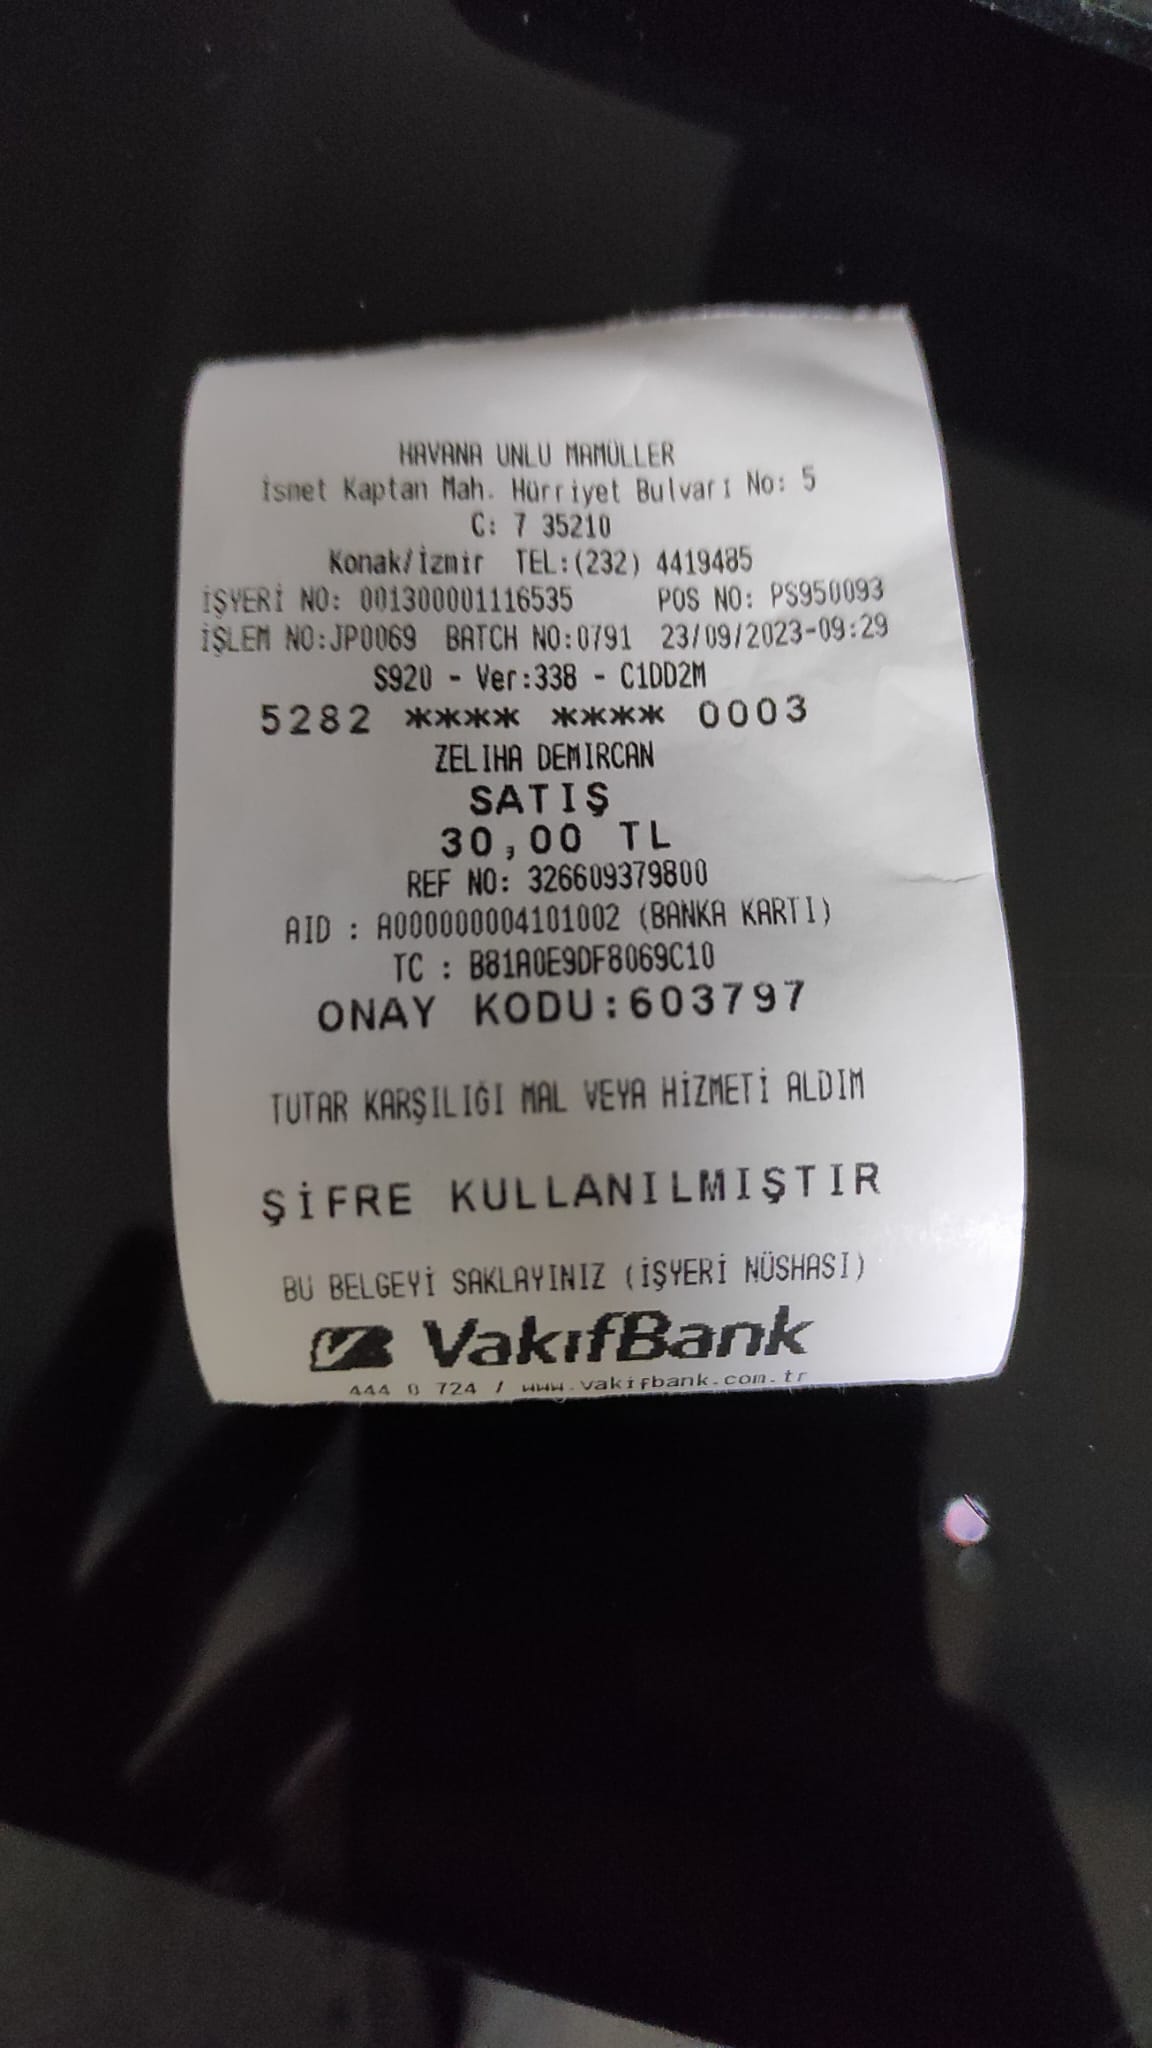 HAVANA UNLU MAMÜLLER
İsmet Kaptan Mah. Hürriyet Bulvarı No: 5
C: 7 35210
Konak/İzmir TEL:(232) 4419485
İŞYERİ NO: 001300001116535 POS NO: PS950093
İŞLEM NO:JP0069 BATCH NO:0791 23/09/2023-09:29
S920 - Ver:338 - C1DD2M
5282 **** **** 0003
ZELIHA DEMIRCAN
SATIŞ
30,00 TL
REF NO: 326609379800
AID : A000000004101002 (BANKA KARTI)
TC : B81A0E9DF8069C10
ONAY KODU:603797
TUTAR KARŞILIĞI MAL VEYA HİZMETİ ALDIM
ŞİFRE KULLANILMIŞTIR
BU BELGEYİ SAKLAYINIZ (İŞYERİ NÜSHASI)
VakıfBank
444 0 724 / www.vakifbank.com.tr